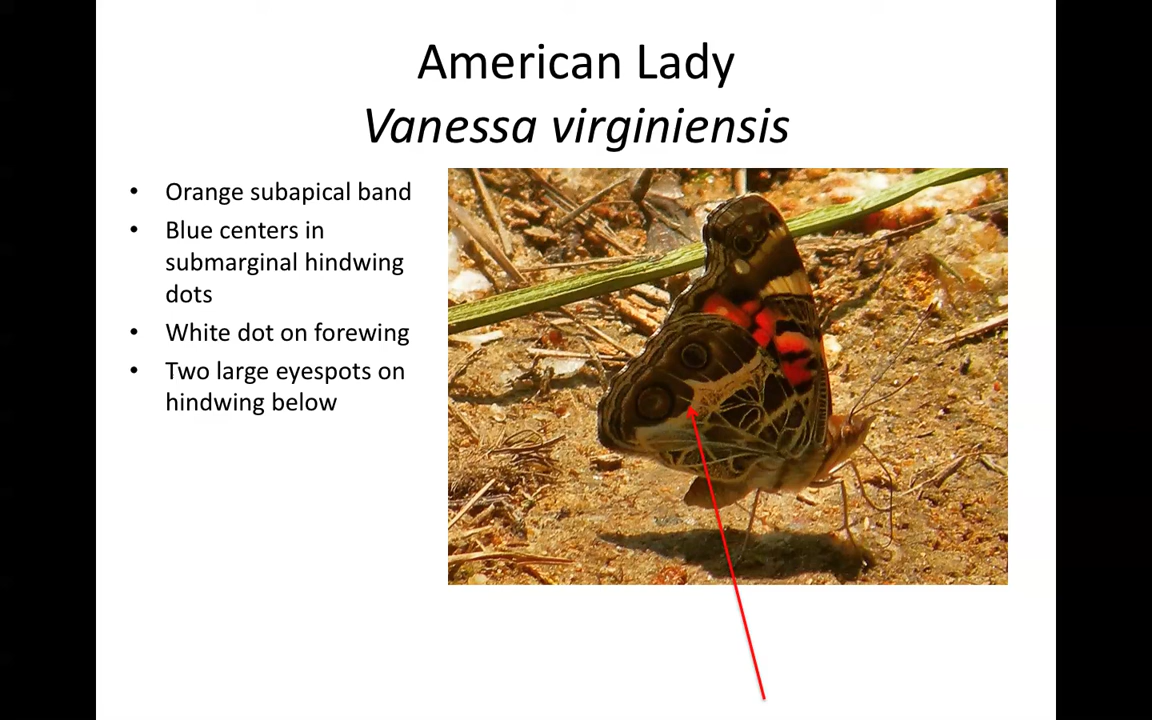 American Lady
Vanessa virginiensis
• Orange subapical band
• Blue centers in
submarginal hindwing
dots
• White dot on forewing
• Two large eyespots on
hindwing below